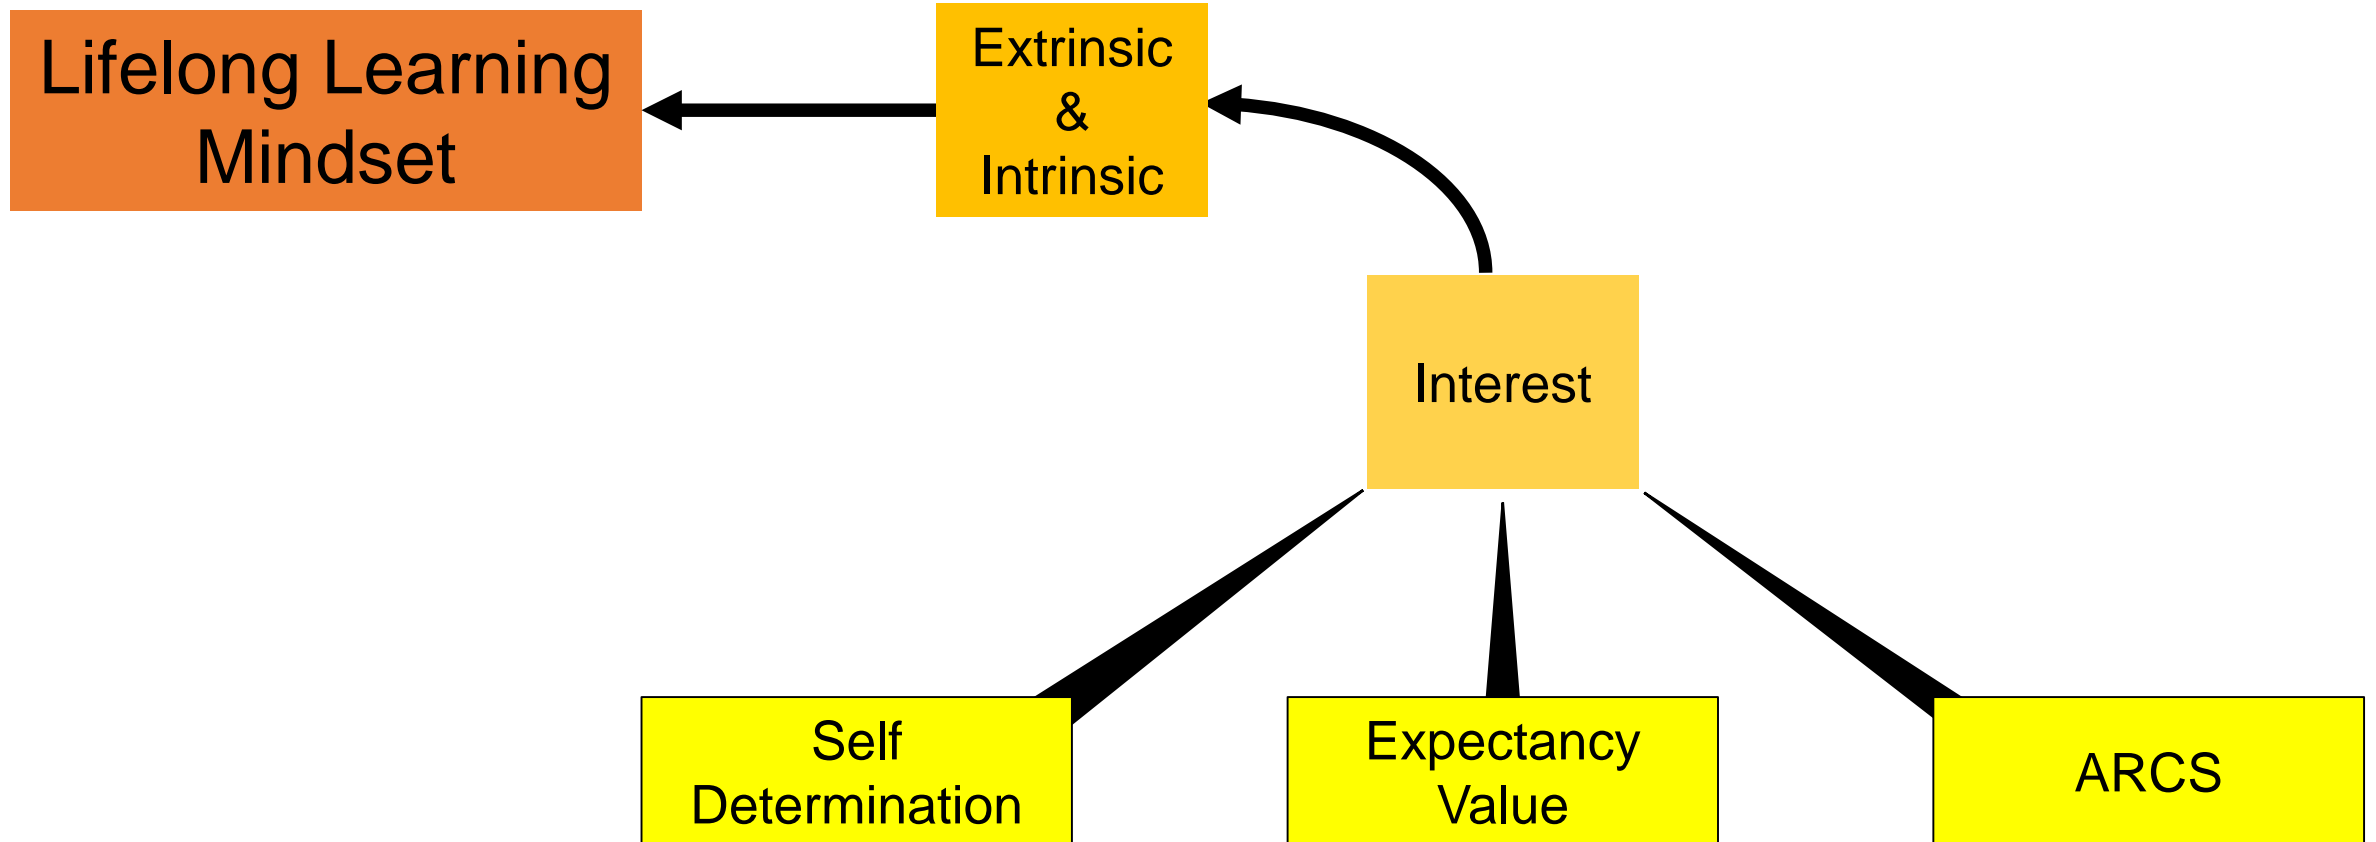 Lifelong Learning
Mindset
Extrinsic
&
Intrinsic
Interest
Self
Determination
Expectancy
Value
ARCS